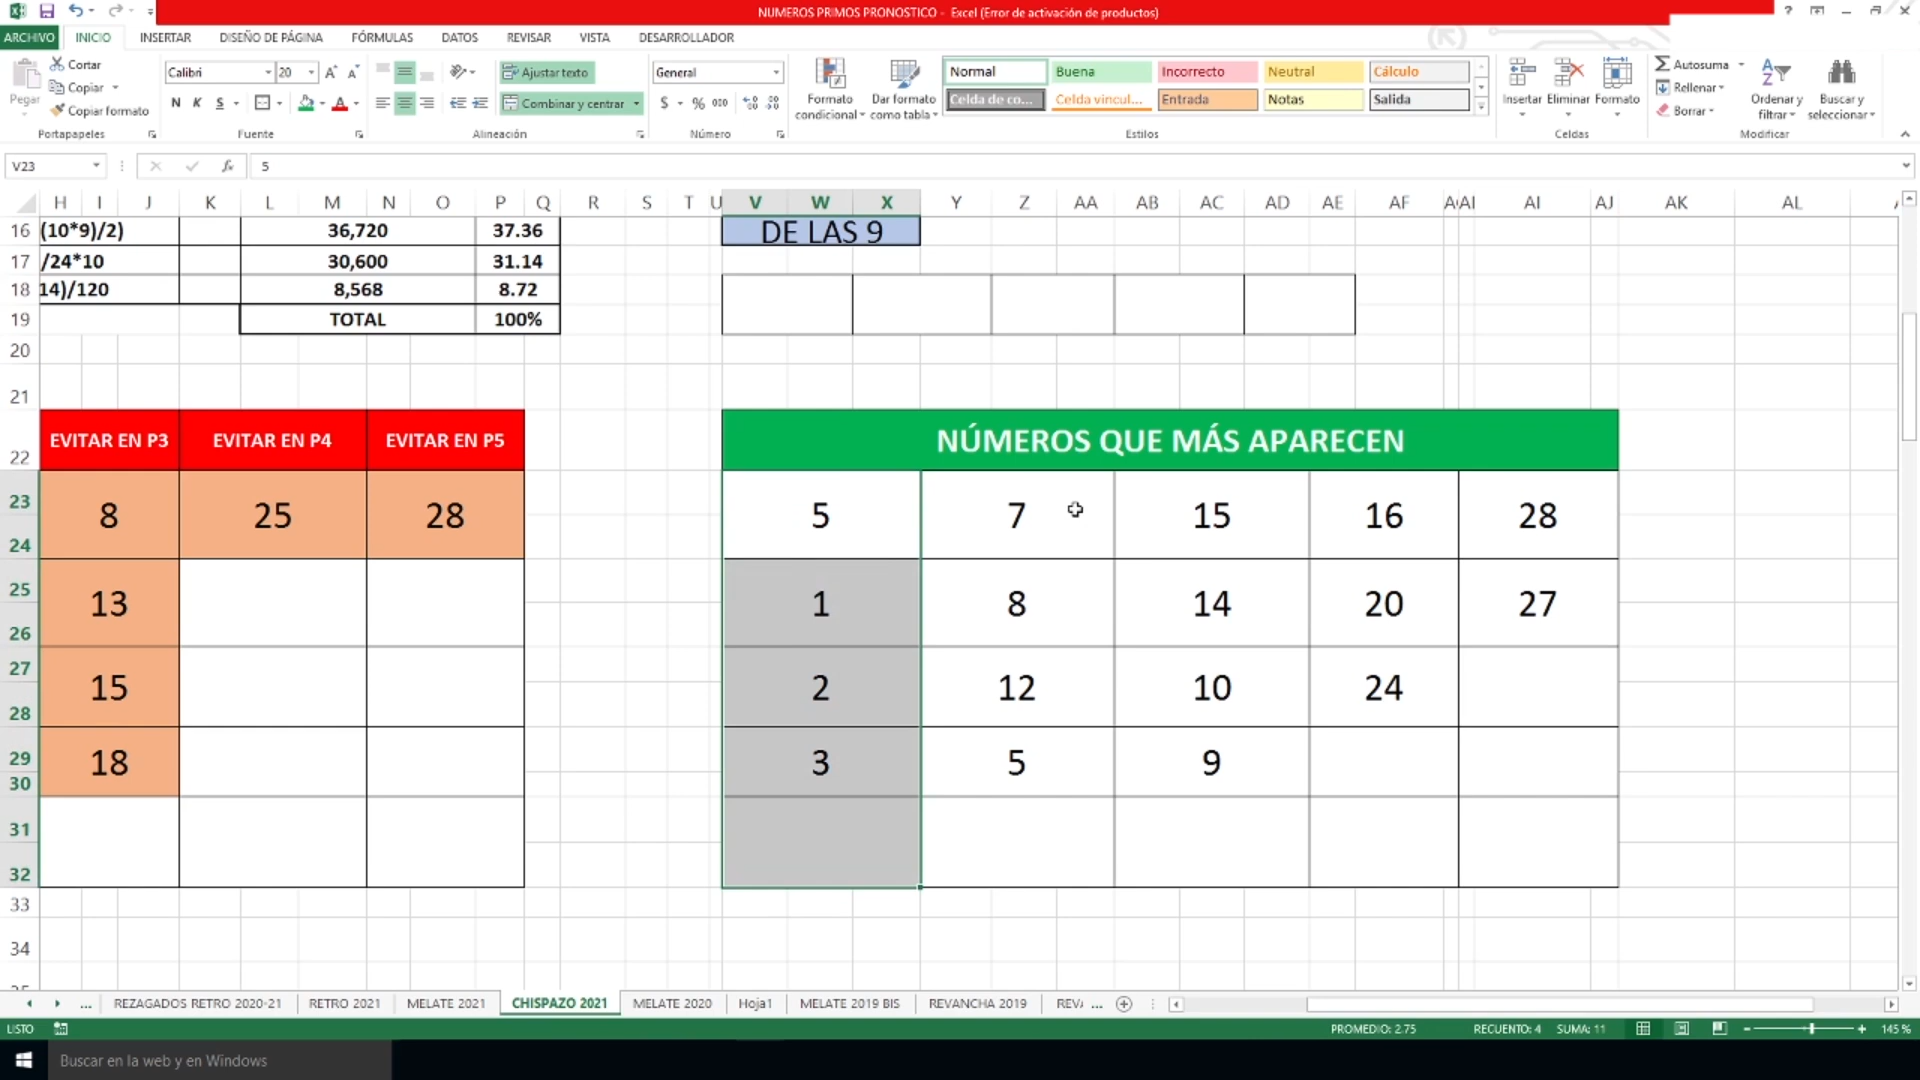 NUMEROS PRIMOS PRONOSTICO - Excel (Error de activación de productos)
ARCHIVO INICIO INSERTAR DISEÑO DE PÁGINA FÓRMULAS DATOS REVISAR VISTA DESARROLLADOR
Pegar
Cortar
Copiar
Copiar formato
Portapapeles
Calibri 20
N K S
Fuente
Ajustar texto
Combinar y centrar
Alineación
General
$ % 000
Número
Formato condicional
Dar formato como tabla
Normal Buena Incorrecto Neutral Cálculo
Celda de co... Celda vincul... Entrada Notas Salida
Estilos
Insertar Eliminar Formato
Celdas
Autosuma
Rellenar
Borrar
Ordenar y filtrar
Buscar y seleccionar
Modificar
V23 5
H I J K L M N O P Q R S T U V W X Y Z AA AB AC AD AE AF AI AJ AK AL
16 (10*9)/2) 36,720 37.36 DE LAS 9
17 /24*10 30,600 31.14
18 14)/120 8,568 8.72
19 TOTAL 100%
20
21
22 EVITAR EN P3 EVITAR EN P4 EVITAR EN P5 NÚMEROS QUE MÁS APARECEN
23 8 25 28 5 7 15 16 28
24
25 13 1 8 14 20 27
26
27 15 2 12 10 24
28
29 18 3 5 9
30
31
32
33
34
... REZAGADOS RETRO 2020-21 RETRO 2021 MELATE 2021 CHISPAZO 2021 MELATE 2020 Hoja1 MELATE 2019 BIS REVANCHA 2019 REV ...
LISTO PROMEDIO: 2.75 RECUENTO: 4 SUMA: 11 145 %
Buscar en la web y en Windows